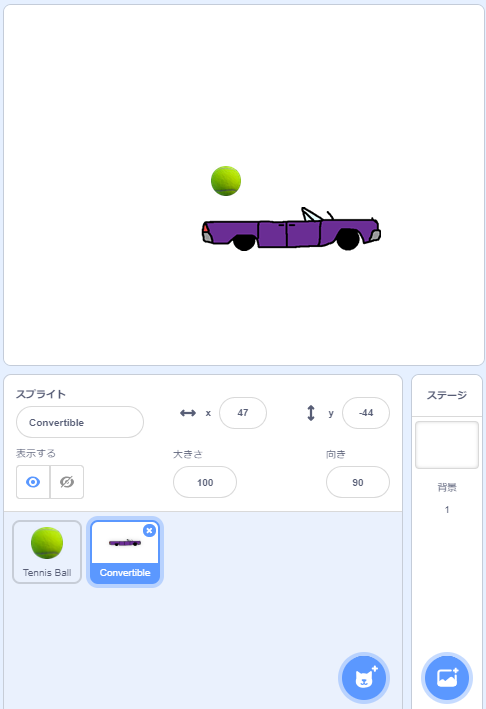 スプライト
Convertible
x
47
y
-44
表示する
大きさ
100
向き
90
Tennis Ball
Convertible
ステージ
背景
1